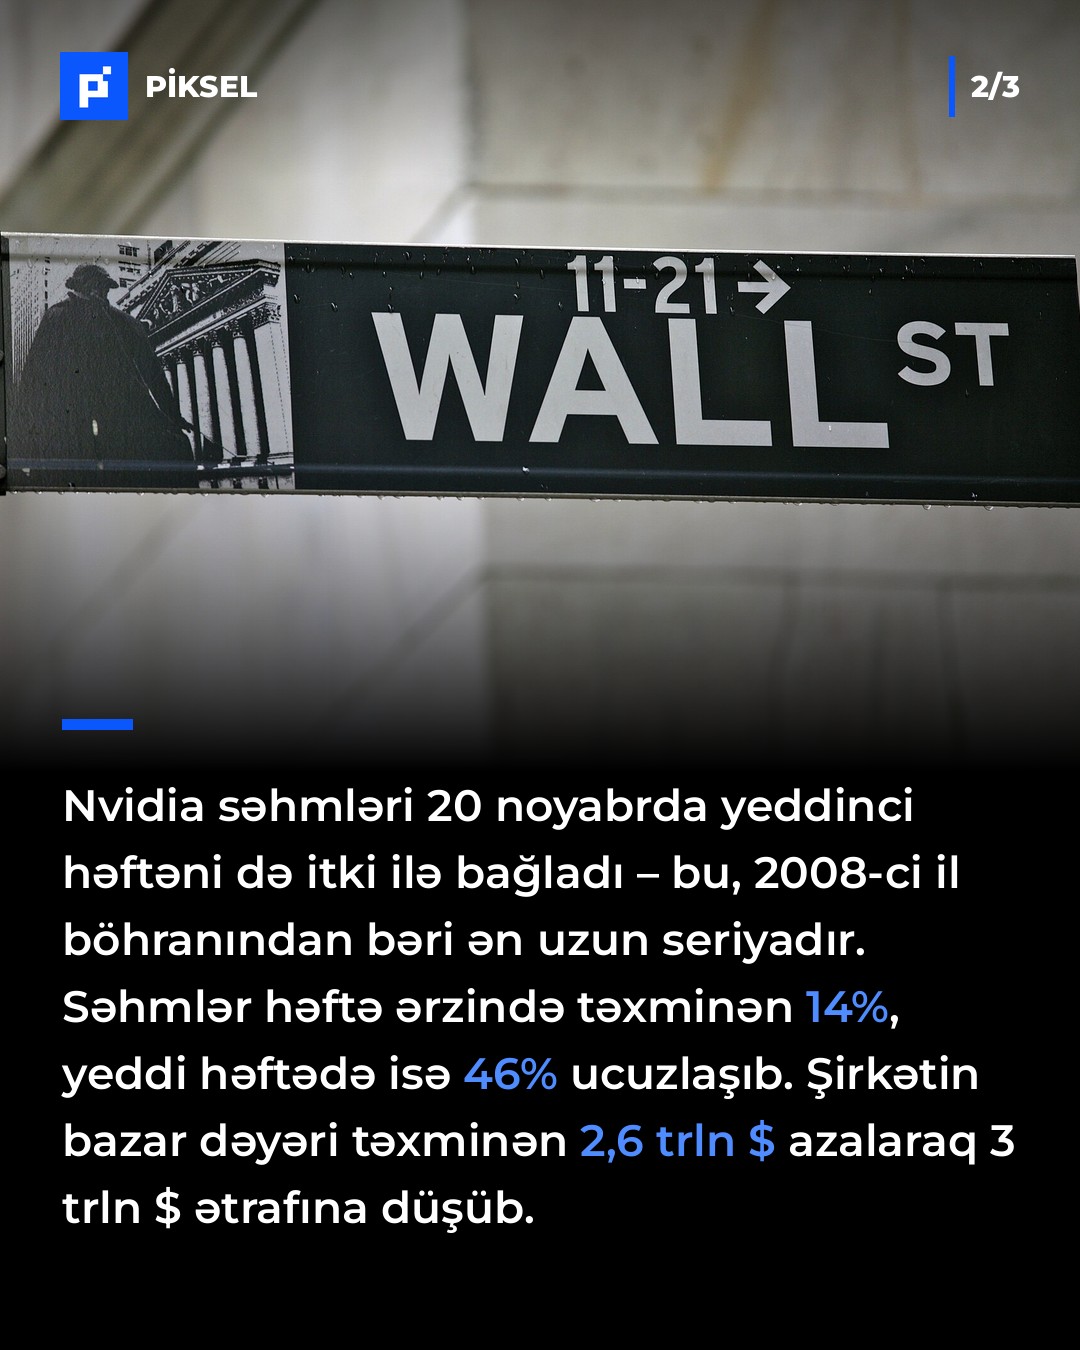 PİKSEL
2/3
11-21 →
WALL ST
Nvidia səhmləri 20 noyabrda yeddinci
həftəni də itki ilə bağladı – bu, 2008-ci il
böhranından bəri ən uzun seriyadır.
Səhmlər həftə ərzində təxminən 14%,
yeddi həftədə isə 46% ucuzlaşıb. Şirkətin
bazar dəyəri təxminən 2,6 trln $ azalaraq 3
trln $ ətrafına düşüb.